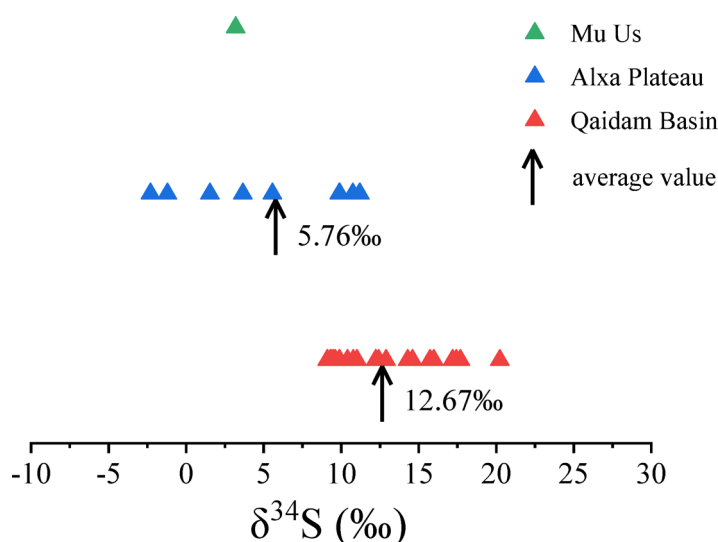 Mu Us
Alxa Plateau
Qaidam Basin
average value
5.76‰
12.67‰
-10 -5 0 5 10 15 20 25 30
δ³⁴S (‰)